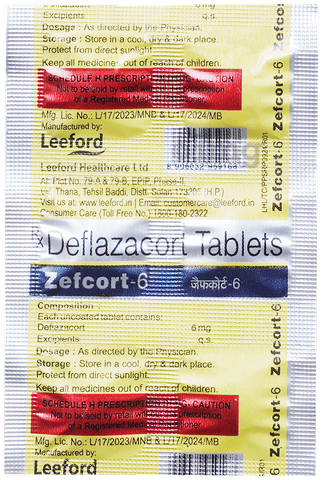 Excipients q.s.
Dosage : As directed by the Physician.
Storage : Store in a cool, dry & dark place.
Protect from direct sunlight.
Keep all medicines out of reach of children.
SCHEDULE H PRESCRIPTION CAUTION
Not to be sold by retail without prescription
of a Registered Medical Practitioner.
Mfg. Lic. No.: L/17/2023/MNB & L/17/2024/MB
Manufactured by:
Leeford
Leeford Healthcare Ltd
At: Plot No. 79-A & 79-B, EPIP, Phase-II,
Thana, Tehsil Baddi, Distt. Solan 173205 (H.P.)
Visit us at: www.leeford.in | Email: customercare@leeford.in
Consumer Care (Toll Free No.) 1800-180-2322
Rx Deflazacort Tablets
Zefcort-6 जेफकोर्ट-6
Composition :
Each uncoated tablet contains:
Deflazacort 6 mg
Excipients q.s.
Dosage : As directed by the Physician.
Storage : Store in a cool, dry & dark place.
Protect from direct sunlight.
Keep all medicines out of reach of children.
SCHEDULE H PRESCRIPTION CAUTION
Not to be sold by retail without prescription
of a Registered Medical Practitioner.
Mfg. Lic. No.: L/17/2023/MNB & L/17/2024/MB
Manufactured by:
Leeford
Zefcort-6 Zefcort-6
Zefcort-6 Zefcort-6